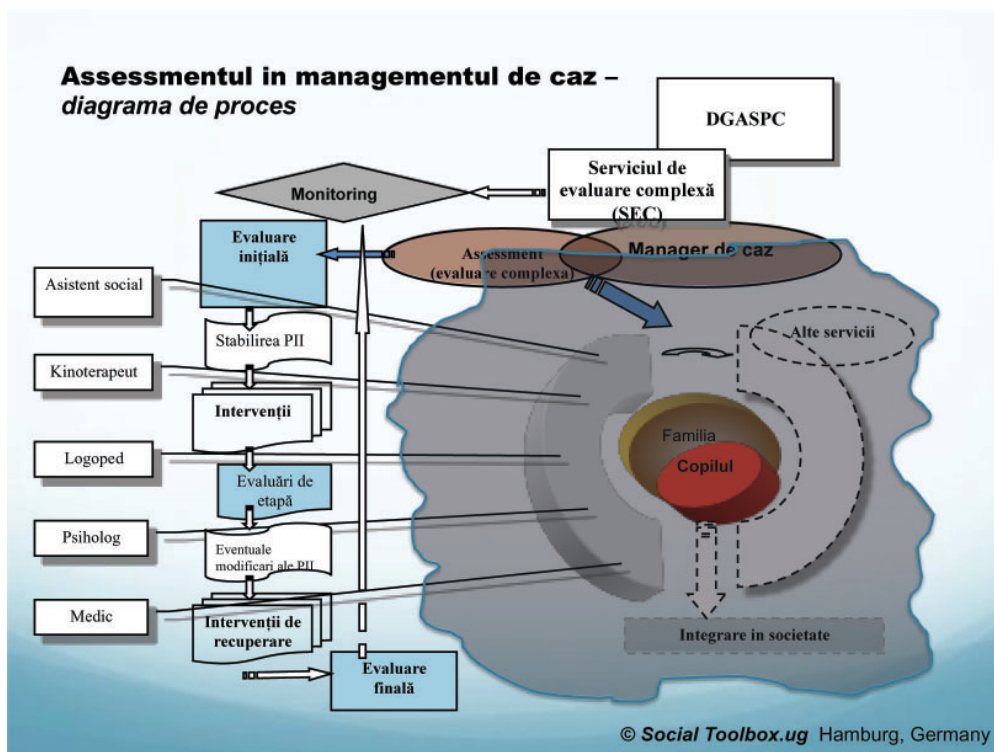 Assessmentul in managementul de caz –
diagrama de proces
DGASPC
Serviciul de
evaluare complexă
(SEC)
Monitoring
Evaluare
inițială
Assessment
(evaluare complexa)
Manager de caz
Asistent social
Stabilirea PII
Alte servicii
Kinoterapeut
Intervenții
Familia
Copilul
Logoped
Evaluări de
etapă
Psiholog
Eventuale
modificari ale PII
Medic
Intervenții de
recuperare
Integrare in societate
Evaluare
finală
© Social Toolbox.ug Hamburg, Germany